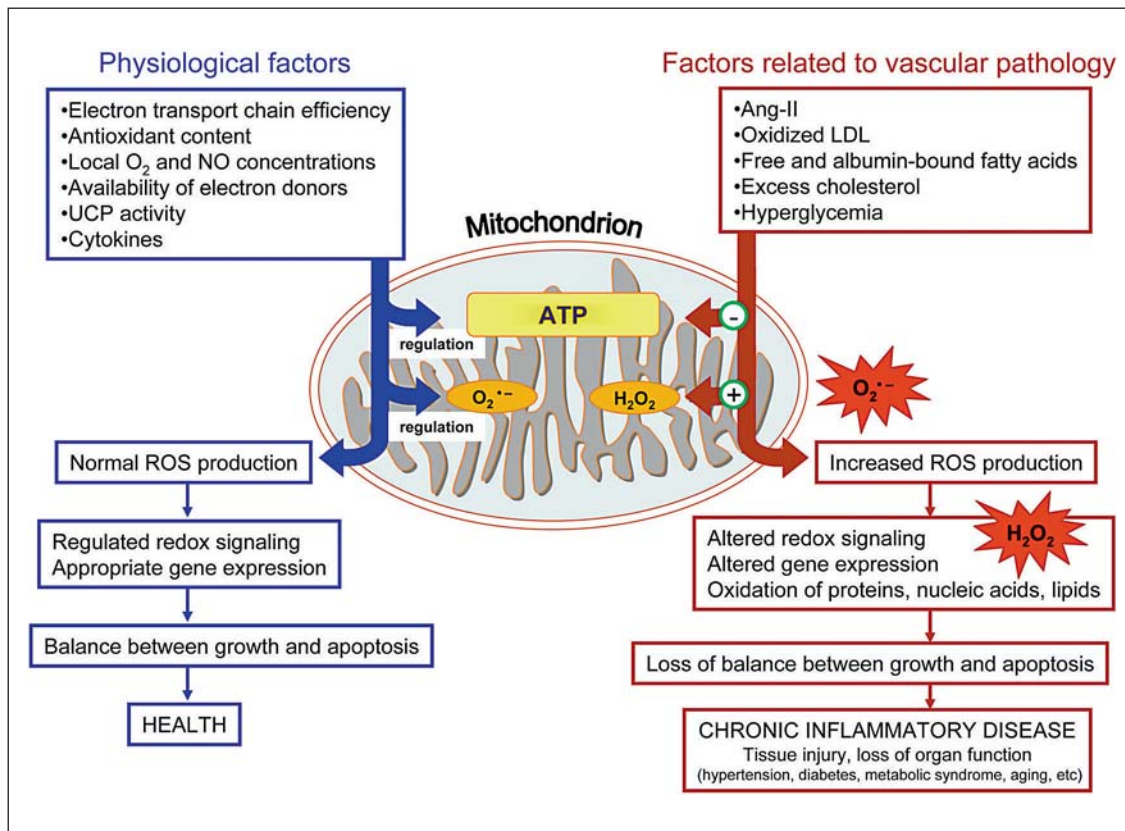 Physiological factors
•Electron transport chain efficiency
•Antioxidant content
•Local O₂ and NO concentrations
•Availability of electron donors
•UCP activity
•Cytokines
Factors related to vascular pathology
•Ang-II
•Oxidized LDL
•Free and albumin-bound fatty acids
•Excess cholesterol
•Hyperglycemia
Mitochondrion
ATP
-
regulation
O₂•−
H₂O₂
+
regulation
O₂•−
Normal ROS production
Regulated redox signaling
Appropriate gene expression
Balance between growth and apoptosis
HEALTH
Increased ROS production
H₂O₂
Altered redox signaling
Altered gene expression
Oxidation of proteins, nucleic acids, lipids
Loss of balance between growth and apoptosis
CHRONIC INFLAMMATORY DISEASE
Tissue injury, loss of organ function
(hypertension, diabetes, metabolic syndrome, aging, etc)